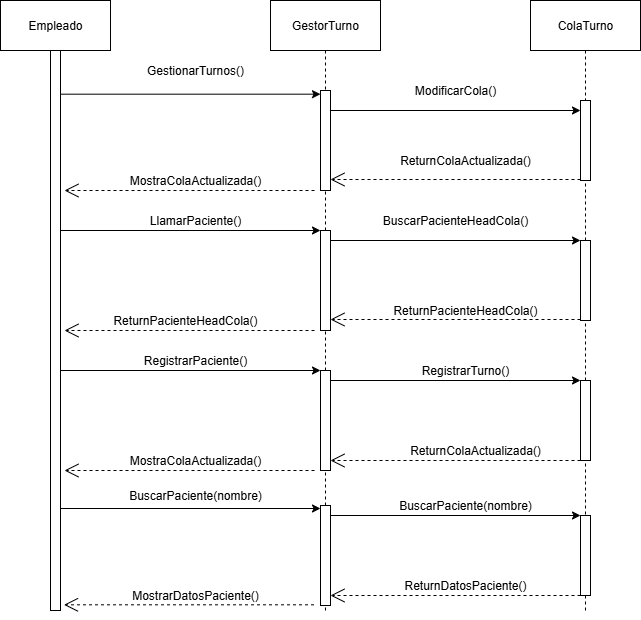 Empleado
GestorTurno
ColaTurno
GestionarTurnos()
ModificarCola()
ReturnColaActualizada()
MostraColaActualizada()
LlamarPaciente()
BuscarPacienteHeadCola()
ReturnPacienteHeadCola()
ReturnPacienteHeadCola()
RegistrarPaciente()
RegistrarTurno()
ReturnColaActualizada()
MostraColaActualizada()
BuscarPaciente(nombre)
BuscarPaciente(nombre)
ReturnDatosPaciente()
MostrarDatosPaciente()